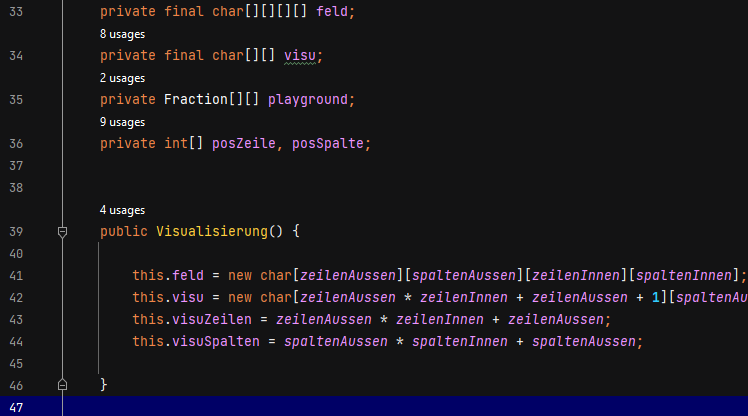 33 private final char[][][][] feld;
8 usages
34 private final char[][] visu;
2 usages
35 private Fraction[][] playground;
9 usages
36 private int[] posZeile, posSpalte;
37
38
4 usages
39 public Visualisierung() {
40
41 this.feld = new char[zeilenAussen][spaltenAussen][zeilenInnen][spaltenInnen];
42 this.visu = new char[zeilenAussen * zeilenInnen + zeilenAussen + 1][spaltenAu
43 this.visuZeilen = zeilenAussen * zeilenInnen + zeilenAussen;
44 this.visuSpalten = spaltenAussen * spaltenInnen + spaltenAussen;
45
46 }
47